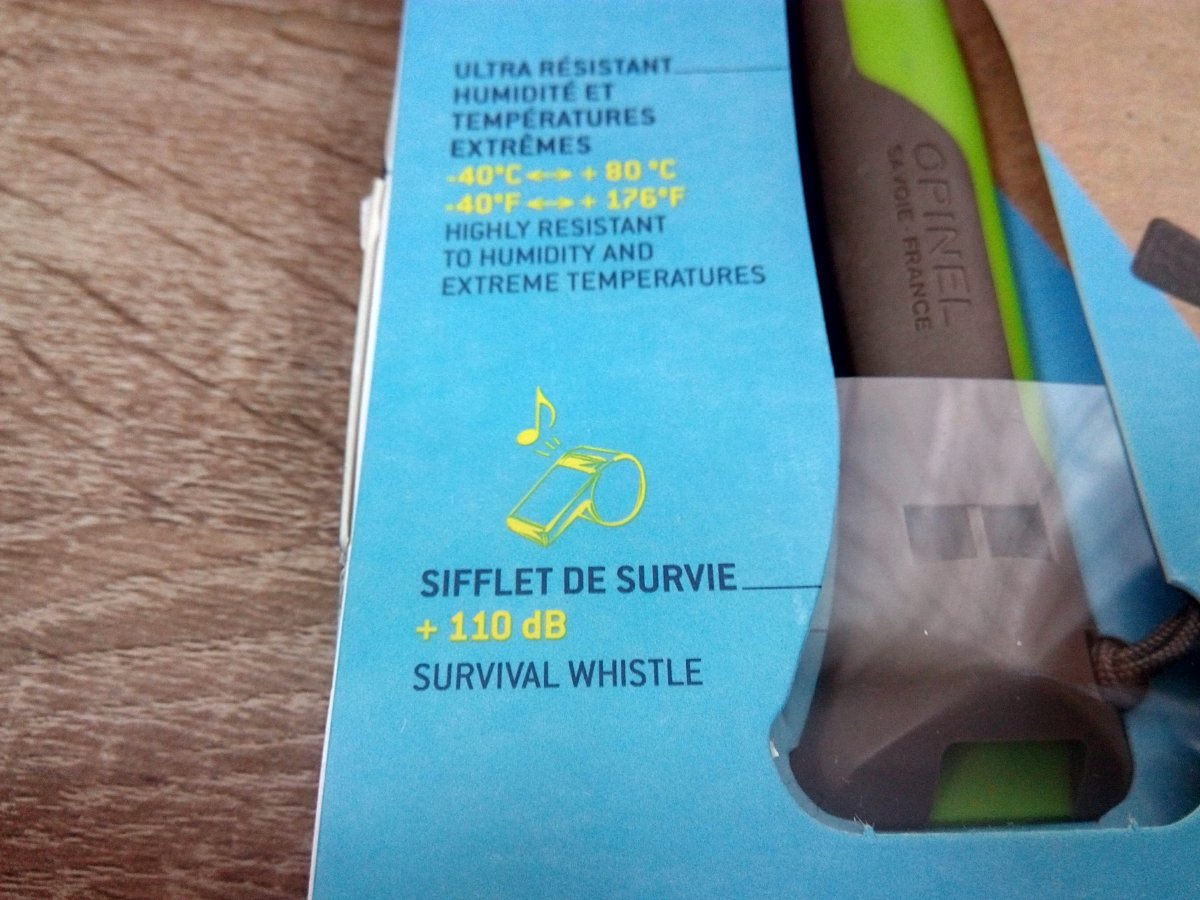 ULTRA RÉSISTANT
HUMIDITÉ ET
TEMPÉRATURES
EXTRÊMES
-40°C ↔ + 80 °C
-40°F ↔ + 176°F
HIGHLY RESISTANT
TO HUMIDITY AND
EXTREME TEMPERATURES
SIFFLET DE SURVIE
+ 110 dB
SURVIVAL WHISTLE
OPINEL
SAVOIE - FRANCE